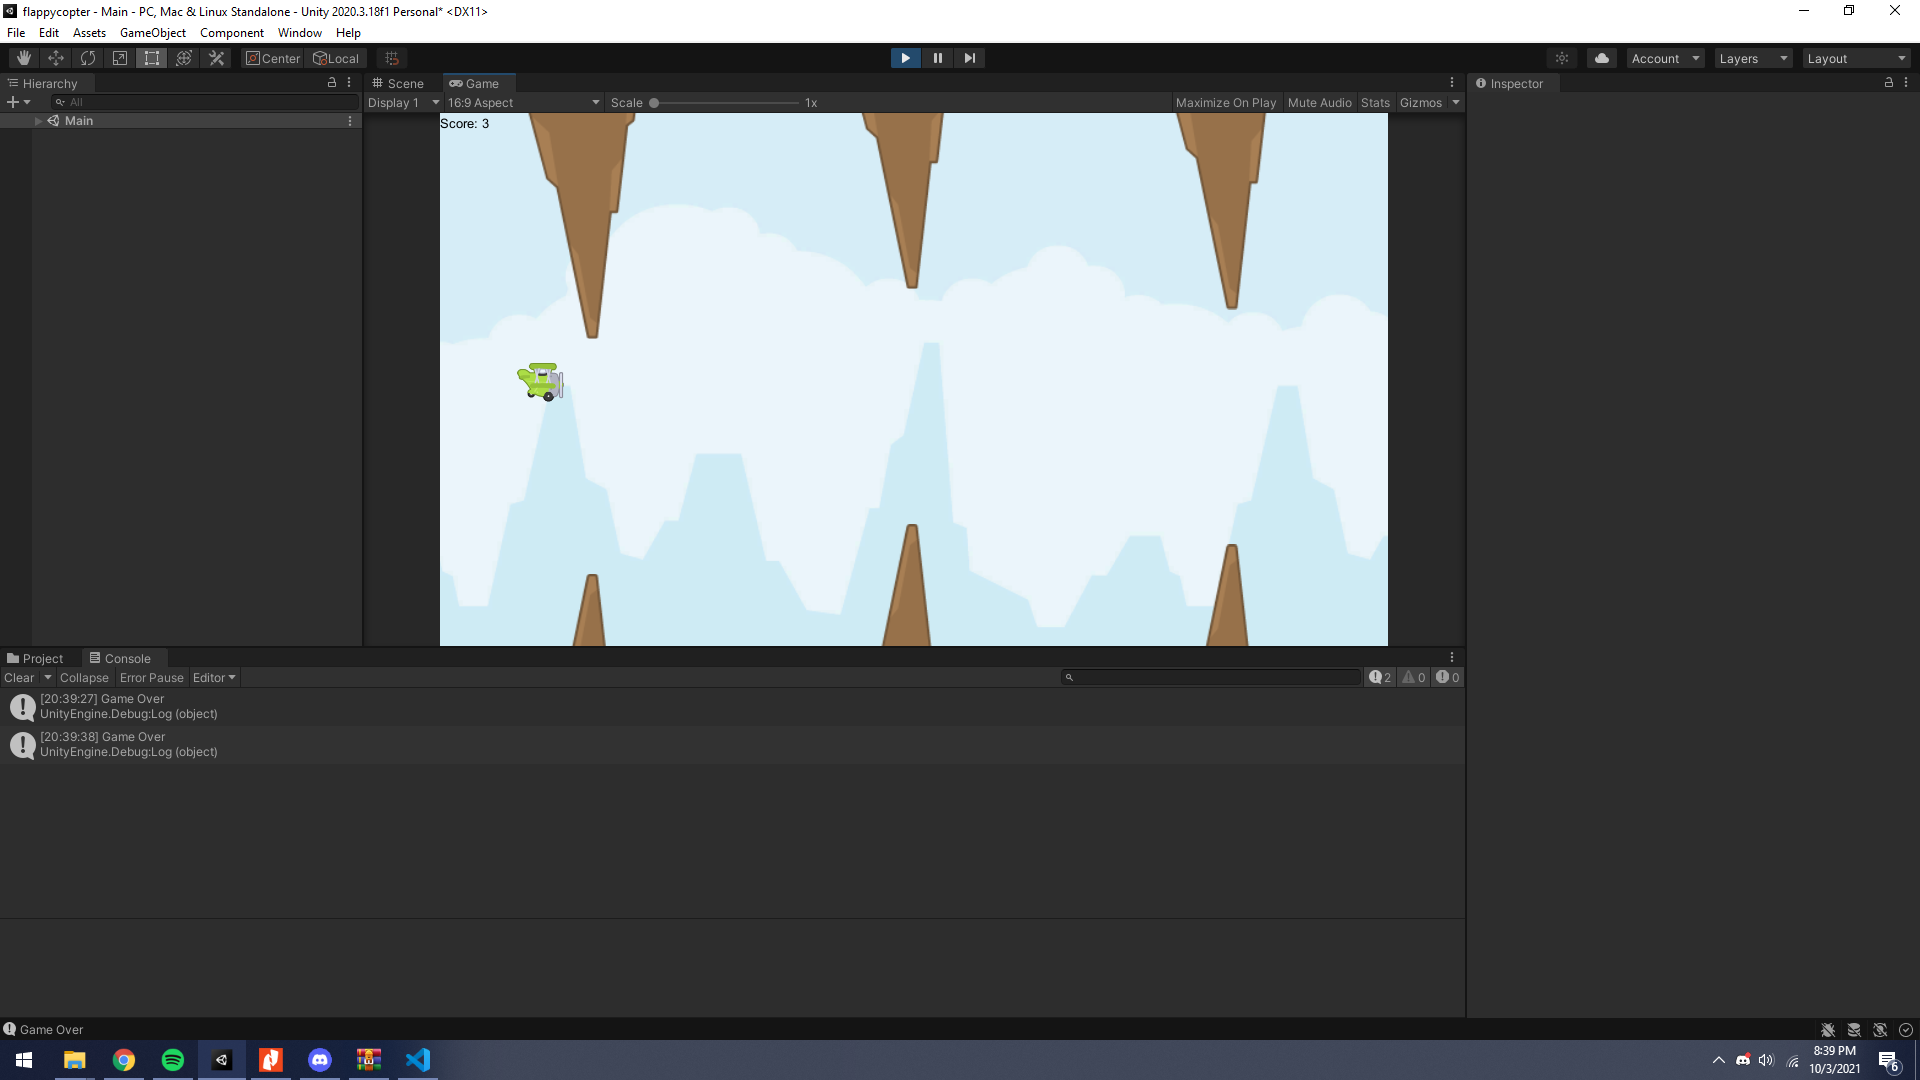 flappycopter - Main - PC, Mac & Linux Standalone - Unity 2020.3.18f1 Personal* <DX11>
File Edit Assets GameObject Component Window Help
Center Local Account Layers Layout
Hierarchy Scene Game Inspector
All Display 1 16:9 Aspect Scale 1x Maximize On Play Mute Audio Stats Gizmos
Main
Score: 3
Project Console
Clear Collapse Error Pause Editor 2 0 0
[20:39:27] Game Over
UnityEngine.Debug:Log (object)
[20:39:38] Game Over
UnityEngine.Debug:Log (object)
Game Over
8:39 PM
10/3/2021
6